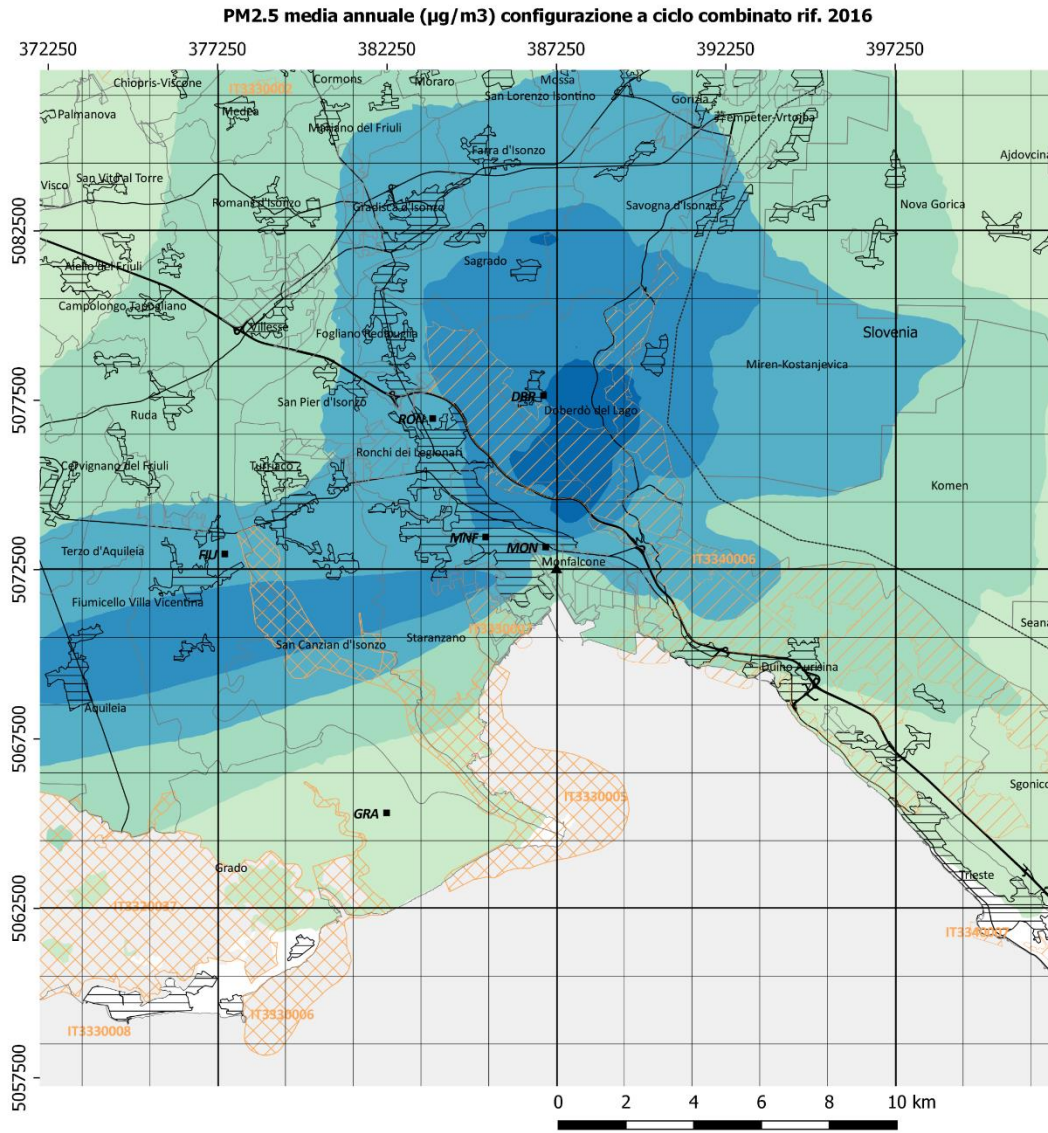 PM2.5 media annuale (µg/m3) configurazione a ciclo combinato rif. 2016
372250 377250 382250 387250 392250 397250
Chiopris-Viscone
Cormons
Moraro
Mossa
IT3330002
San Lorenzo Isontino
Gorizia
Palmanova
Medea
Mariano del Friuli
Farra d'Isonzo
Ajdovcina
Visco
San Vito al Torre
Romans d'Isonzo
Gradisca d'Isonzo
Savogna d'Isonzo
Nova Gorica
5082500
Aiello del Friuli
Sagrado
Campolongo Tapogliano
Villesse
Fogliano Redipuglia
Slovenia
Miren-Kostanjevica
5077500
Ruda
San Pier d'Isonzo
DBR
Doberdò del Lago
RON
Ronchi dei Legionari
Cervignano del Friuli
Turriaco
Komen
Terzo d'Aquileia
FIU
MNF
MON
Monfalcone
IT3340006
5072500
Fiumicello Villa Vicentina
San Canzian d'Isonzo
Staranzano
Seana
Duino Aurisina
Aquileia
5067500
IT3330005
Sgonico
GRA
Grado
Trieste
5062500
IT3320037
IT3330006
IT3330008
5057500
0 2 4 6 8 10 km